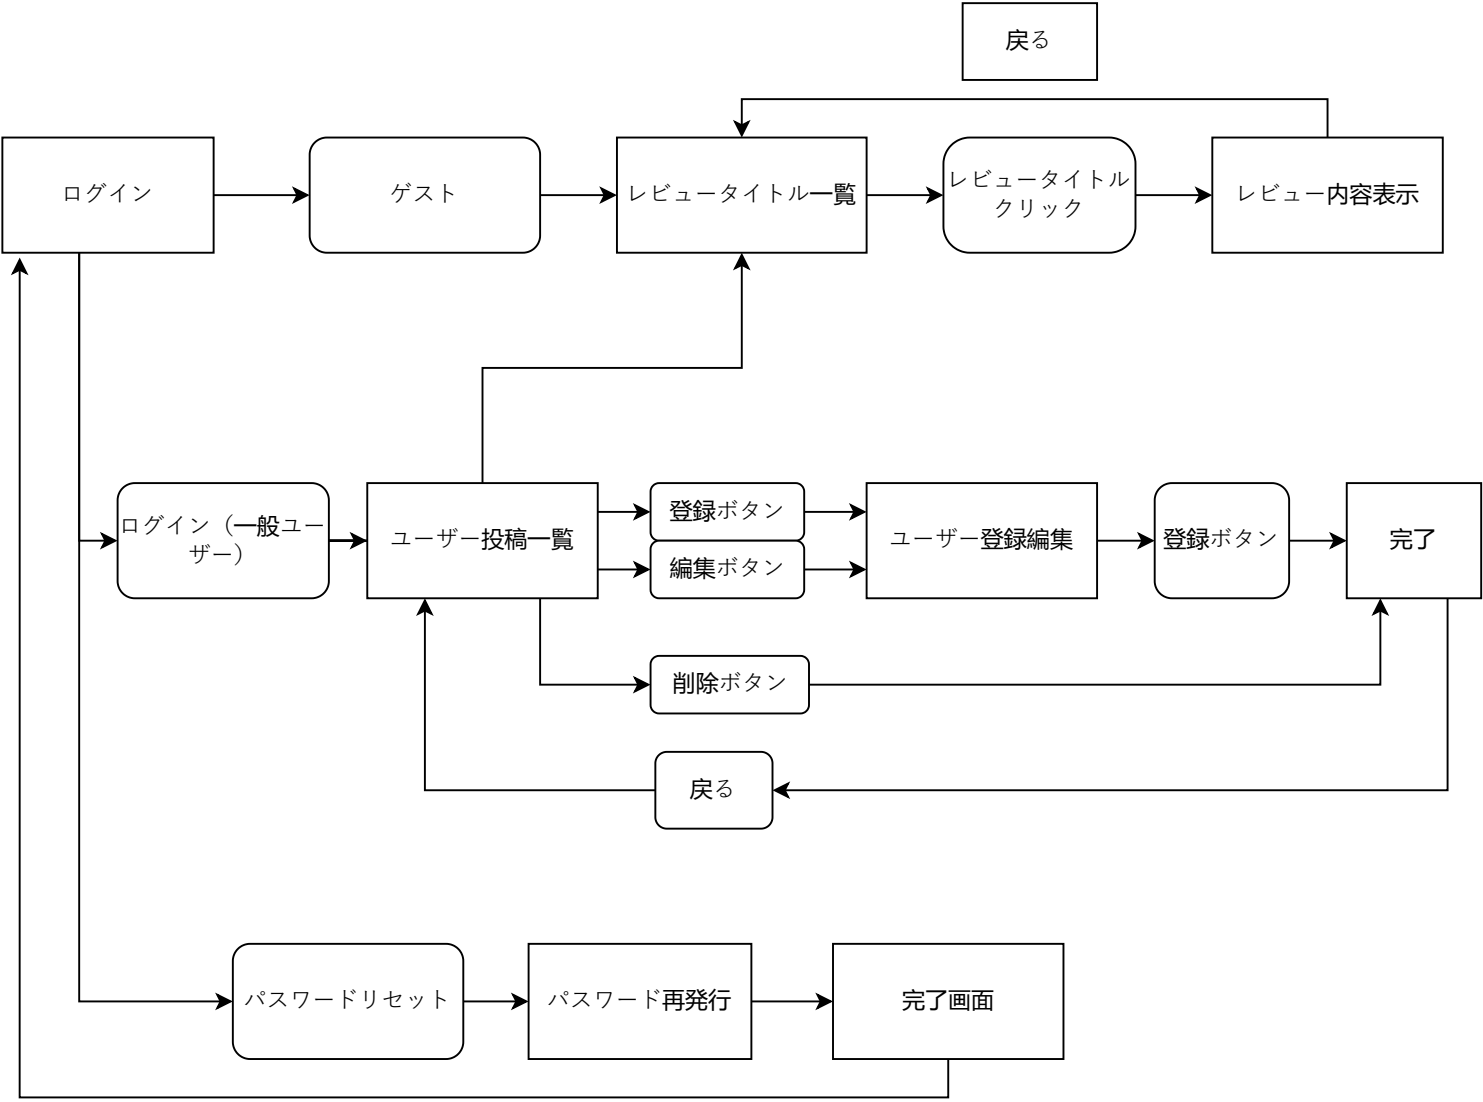 戻る
ログイン
ゲスト
レビュータイトル一覧
レビュータイトル
クリック
レビュー内容表示
ログイン（一般ユー
ザー）
ユーザー投稿一覧
登録ボタン
編集ボタン
ユーザー登録編集
登録ボタン
完了
削除ボタン
戻る
パスワードリセット
パスワード再発行
完了画面